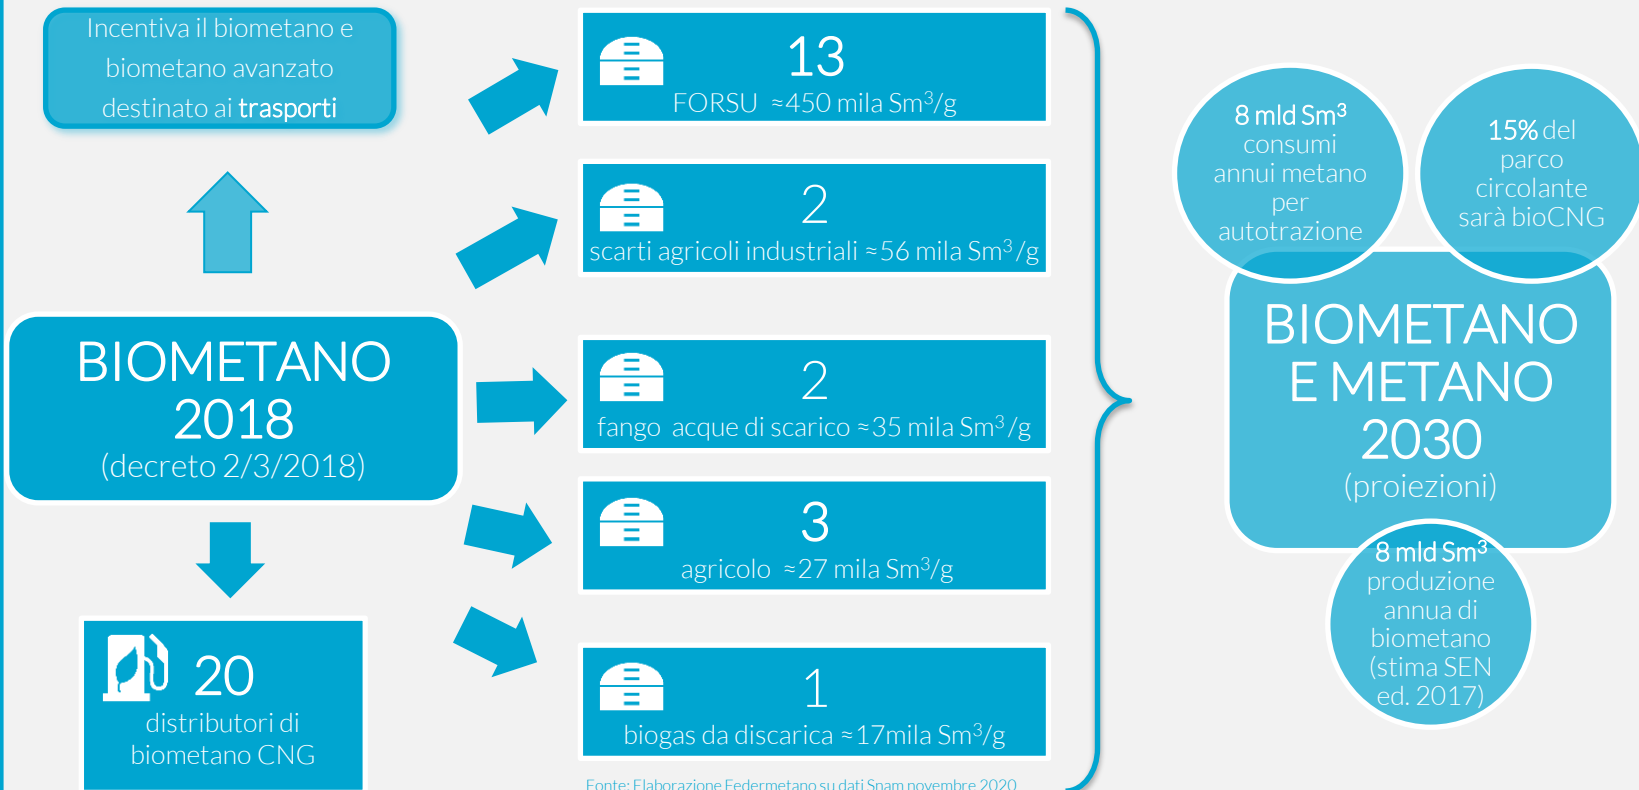 Incentiva il biometano e
biometano avanzato
destinato ai trasporti
BIOMETANO
2018
(decreto 2/3/2018)
20
distributori di
biometano CNG
13
FORSU ≈450 mila Sm³/g
2
scarti agricoli industriali ≈56 mila Sm³/g
2
fango acque di scarico ≈35 mila Sm³/g
3
agricolo ≈27 mila Sm³/g
1
biogas da discarica ≈17mila Sm³/g
Fonte: Elaborazione Federmetano su dati Snam novembre 2020
8 mld Sm³
consumi
annui metano
per
autotrazione
15% del
parco
circolante
sarà bioCNG
BIOMETANO
E METANO
2030
(proiezioni)
8 mld Sm³
produzione
annua di
biometano
(stima SEN
ed. 2017)